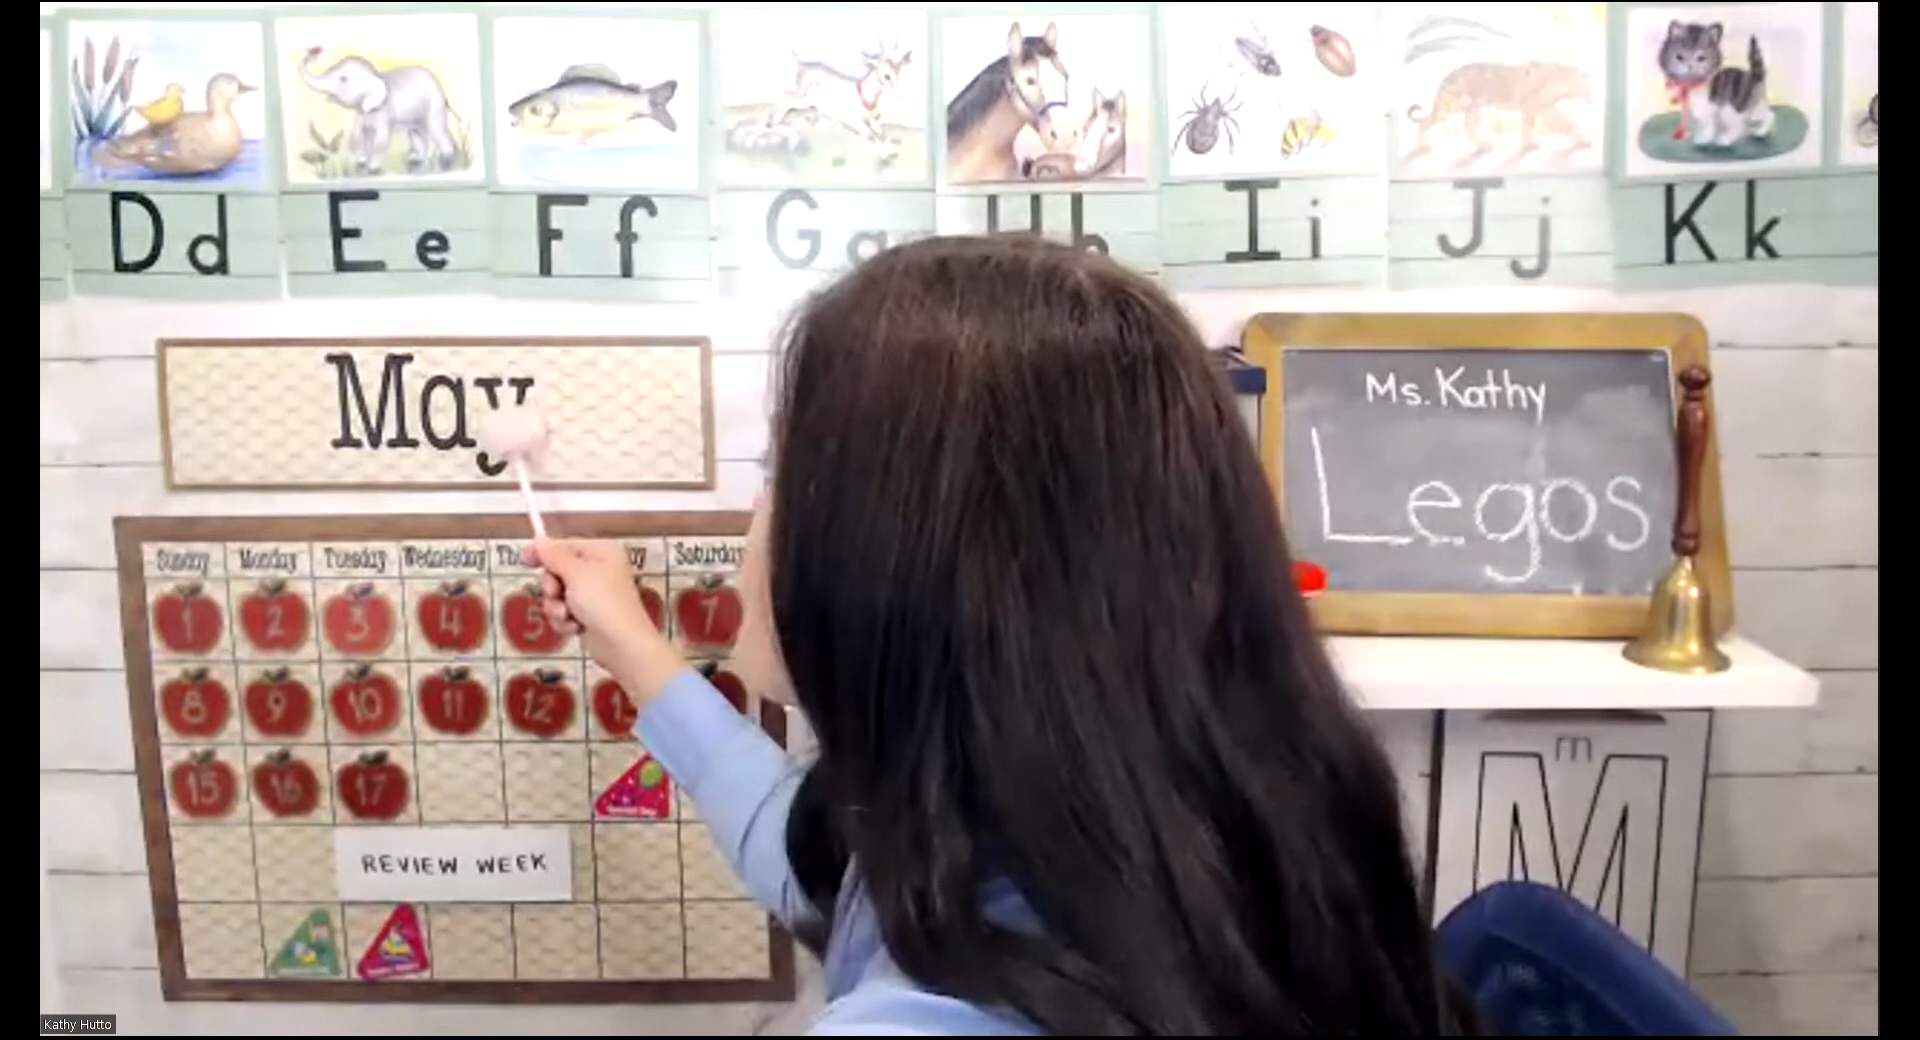 Dd Ee Ff G Ii Jj Kk
May
Ms. Kathy
Legos
Sunday Monday Tuesday Wednesday Saturday
1 2 3 4 5 7
8 9 10 11 12
15 16 17
m
M
REVIEW WEEK
Kathy Hutto